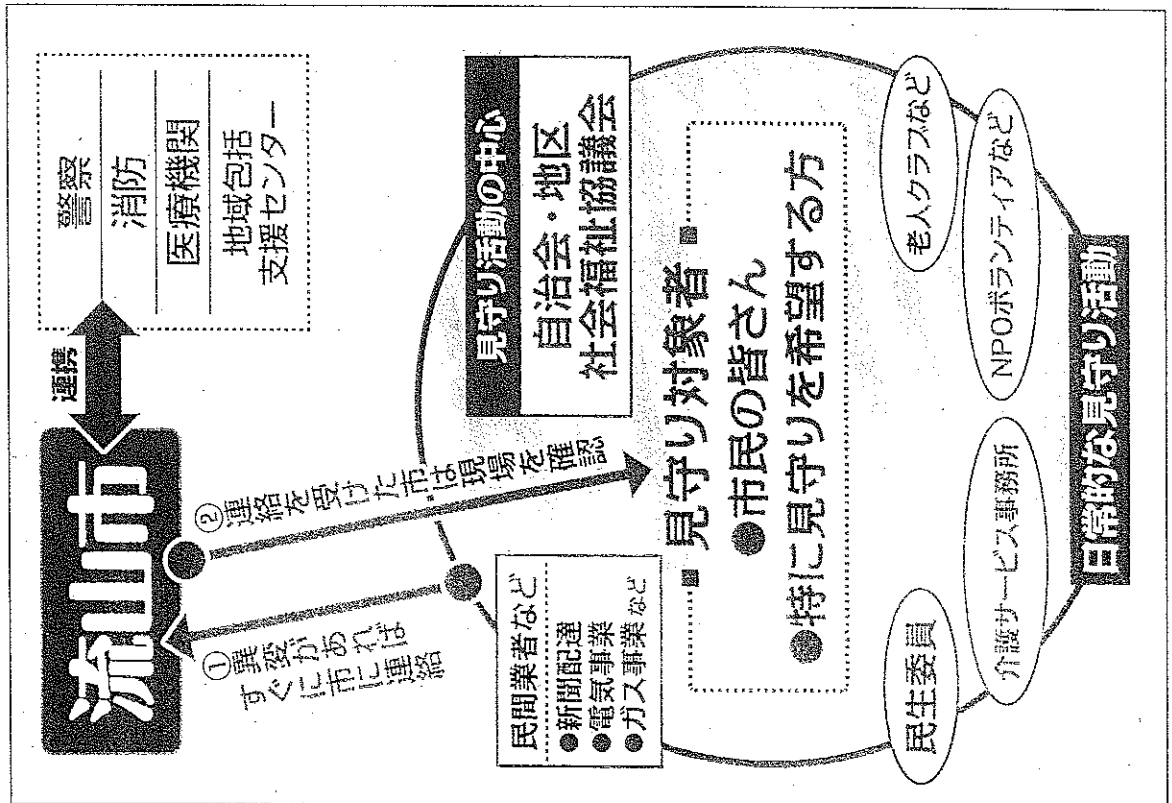 流山市
連携
警察
消防
医療機関
地域包括
支援センター
①異変があれば
すぐに市に連絡
②連絡を受けた市は現場を確認
民間業者など
●新聞配達
●電気事業
●ガス事業など
見守り活動の中心
自治会・地区
社会福祉協議会
見守り対象者
●市民の皆さん
●特に見守りを希望する方
民生委員
介護サービス事務所
NPOボランティアなど
老人クラブなど
日常的な見守り活動